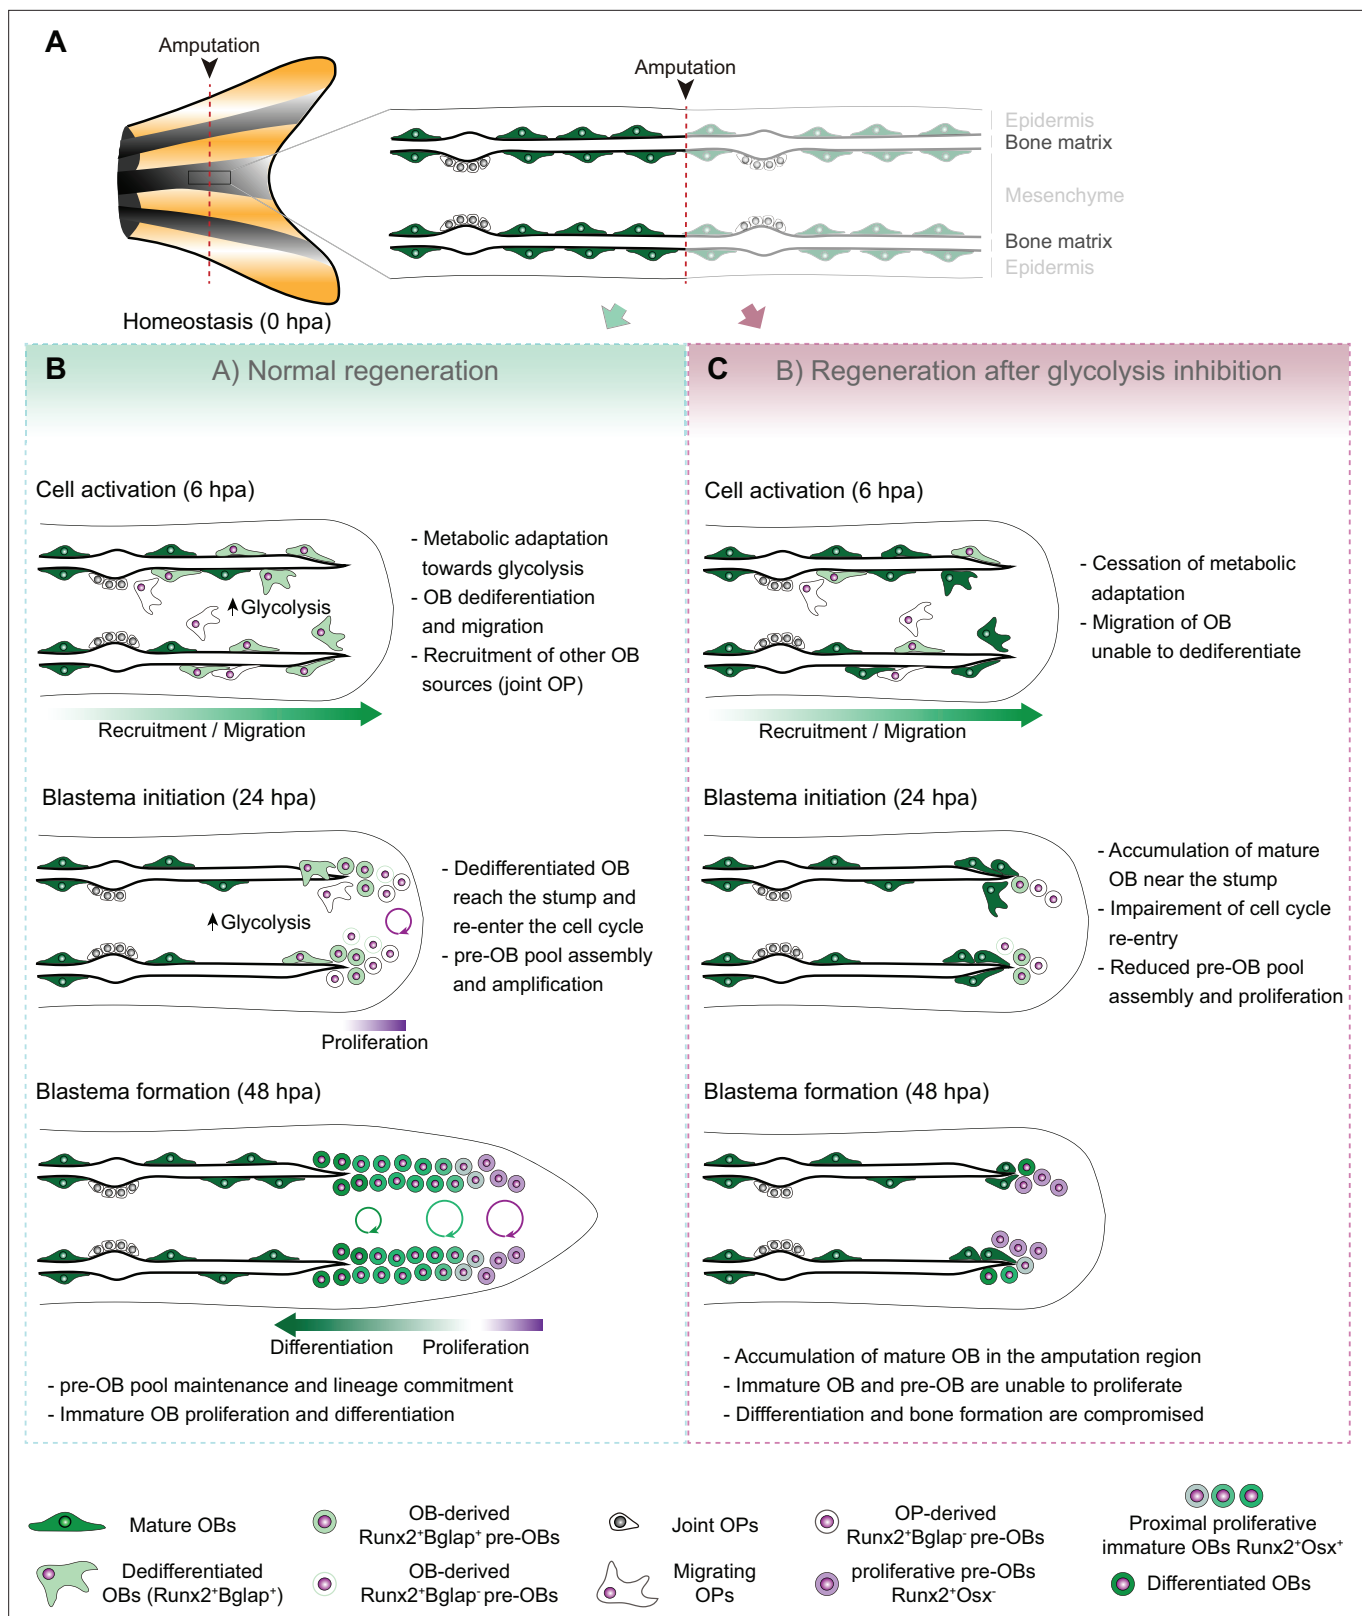 A
Amputation
Amputation
Epidermis
Bone matrix
Mesenchyme
Bone matrix
Epidermis
Homeostasis (0 hpa)
B
A) Normal regeneration
Cell activation (6 hpa)
Glycolysis
- Metabolic adaptation
towards glycolysis
- OB dediferentiation
and migration
- Recruitment of other OB
sources (joint OP)
Recruitment / Migration
Blastema initiation (24 hpa)
Glycolysis
- Dedifferentiated OB
reach the stump and
re-enter the cell cycle
- pre-OB pool assembly
and amplification
Proliferation
Blastema formation (48 hpa)
Differentiation
Proliferation
- pre-OB pool maintenance and lineage commitment
- Immature OB proliferation and differentiation
C
B) Regeneration after glycolysis inhibition
Cell activation (6 hpa)
- Cessation of metabolic
adaptation
- Migration of OB
unable to dediferentiate
Recruitment / Migration
Blastema initiation (24 hpa)
- Accumulation of mature
OB near the stump
- Impairement of cell cycle
re-entry
- Reduced pre-OB pool
assembly and proliferation
Blastema formation (48 hpa)
- Accumulation of mature OB in the amputation region
- Immature OB and pre-OB are unable to proliferate
- Diffferentiation and bone formation are compromised
Mature OBs
OB-derived
Runx2⁺Bglap⁺ pre-OBs
Joint OPs
OP-derived
Runx2⁺Bglap⁻ pre-OBs
Proximal proliferative
immature OBs Runx2⁺Osx⁺
Dedifferentiated
OBs (Runx2⁺Bglap⁺)
OB-derived
Runx2⁺Bglap⁻ pre-OBs
Migrating
OPs
proliferative pre-OBs
Runx2⁺Osx⁻
Differentiated OBs